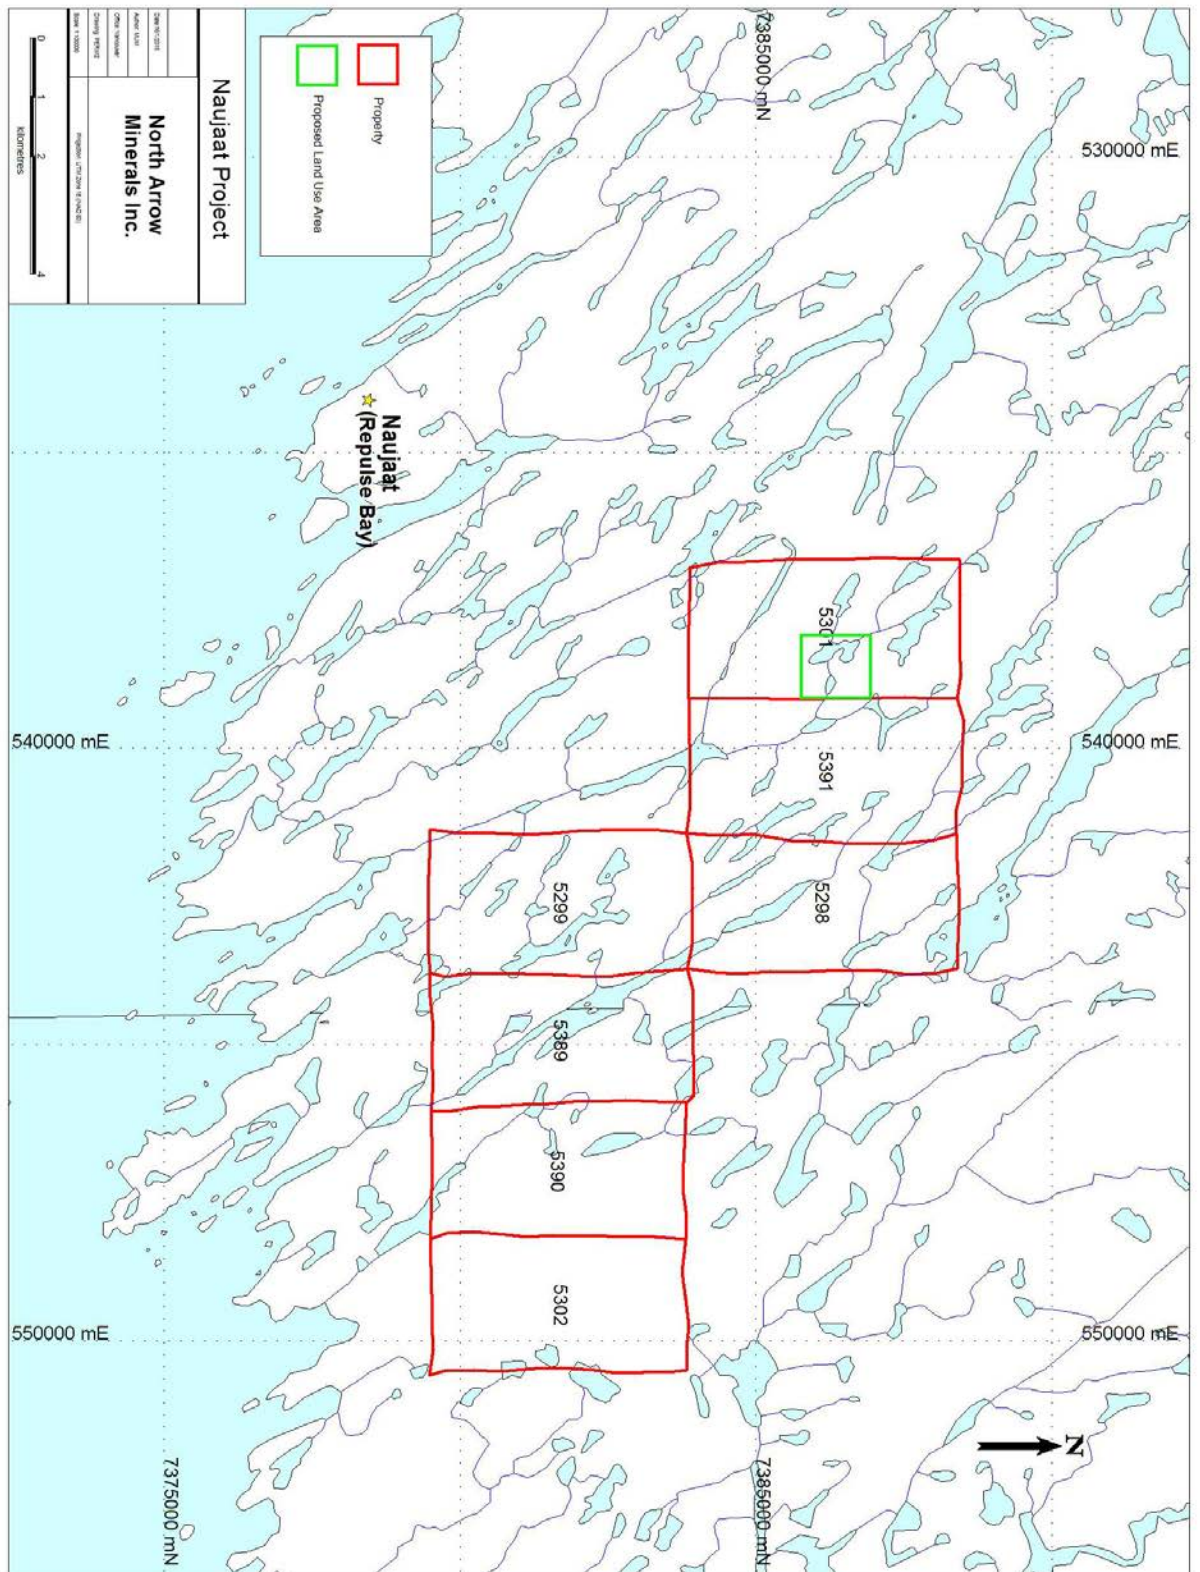 530000 mE
540000 mE
550000 mE
7385000 mN
7385000 mN
7375000 mN
540000 mE
550000 mE
N
5301
5391
5298
5299
5389
5390
5302
Naujaat
(Repulse Bay)
Property
Proposed Land Use Area
Naujaat Project
North Arrow
Minerals Inc.
0 1 2 4
kilometres